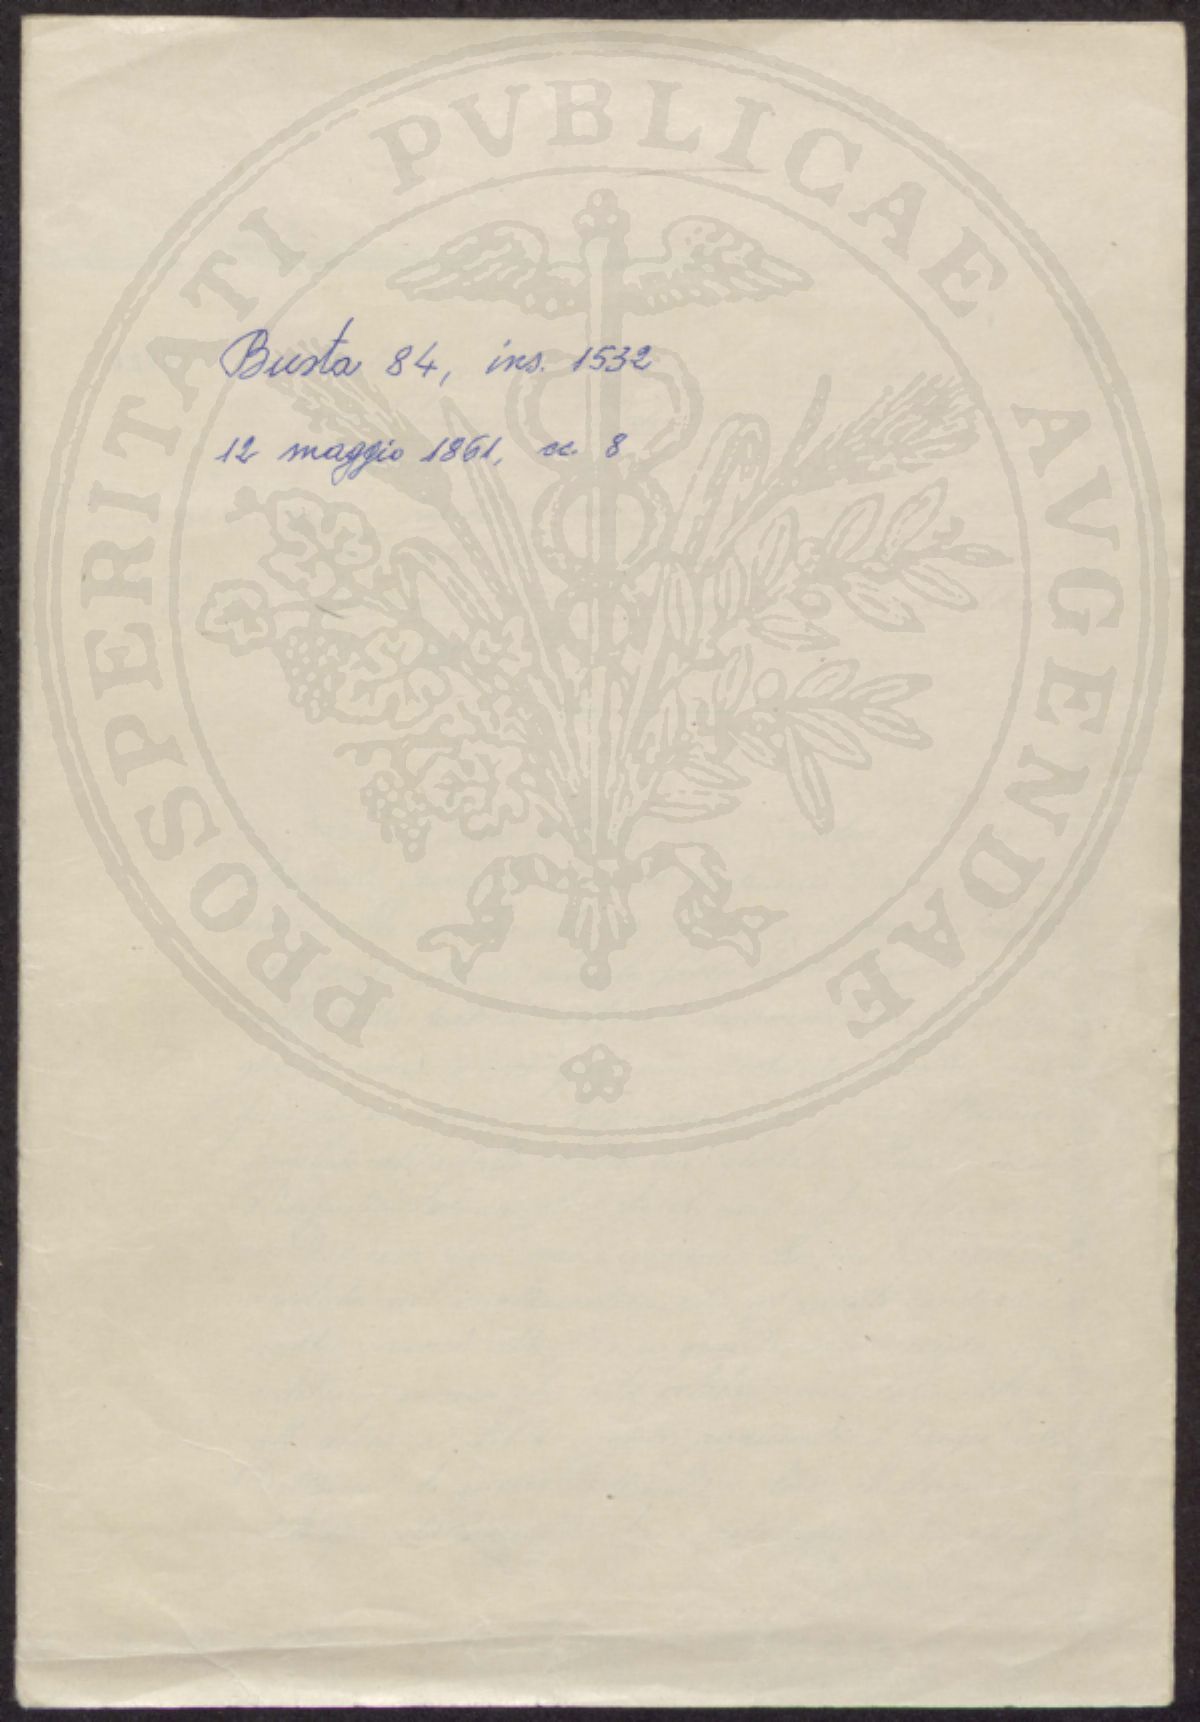 PROSPERITATI PVBLICAE AVGENDAE
Busta 84, ins. 1532
12 maggio 1861, cc. 8